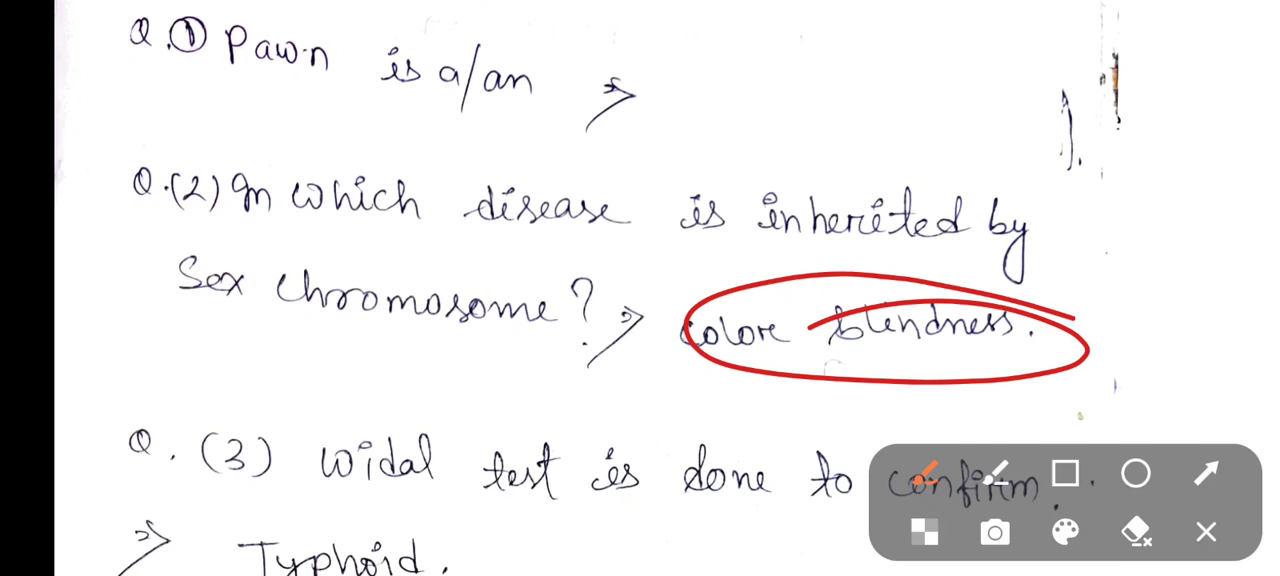 Q.① Pawn is a/an ⇒
Q.(2) In which disease is inherited by
Sex chromosome? ⇒ colore blindness.
Q. (3) widal test is done to confirm.
⇒ Typhoid.